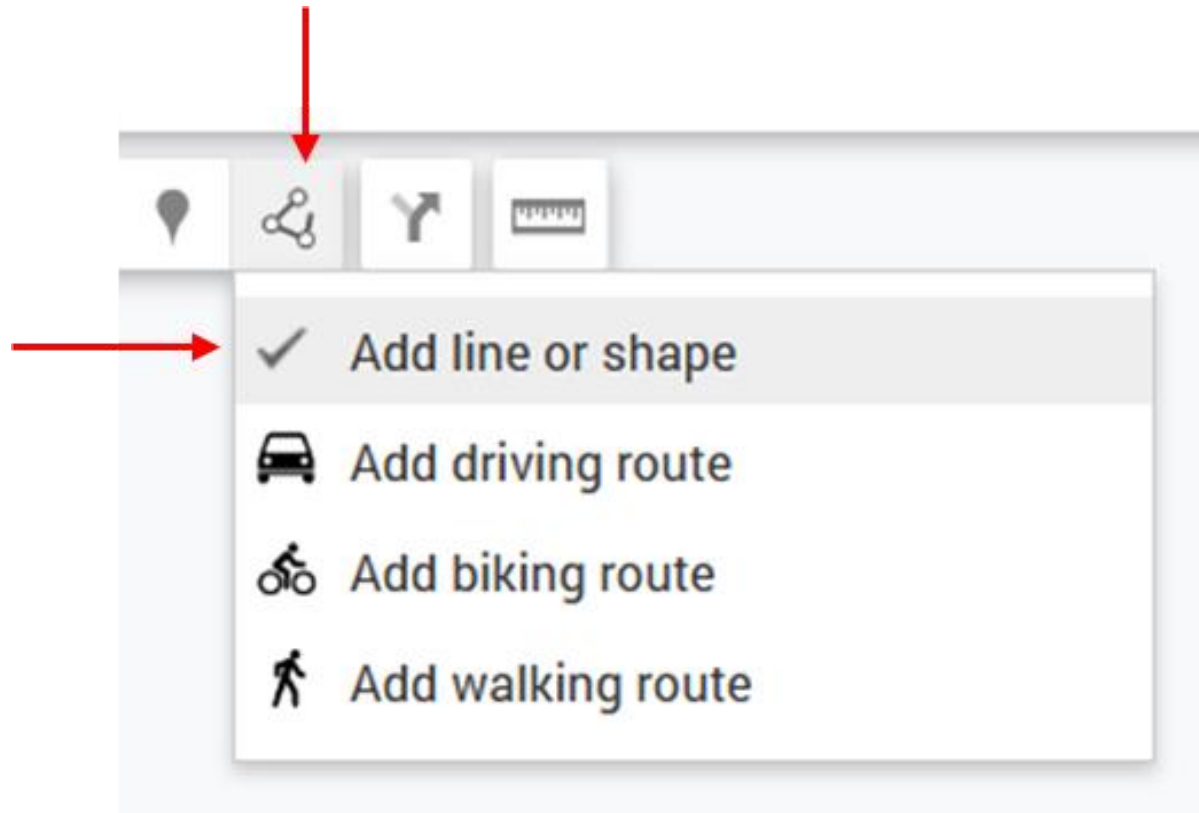 Add line or shape
Add driving route
Add biking route
Add walking route